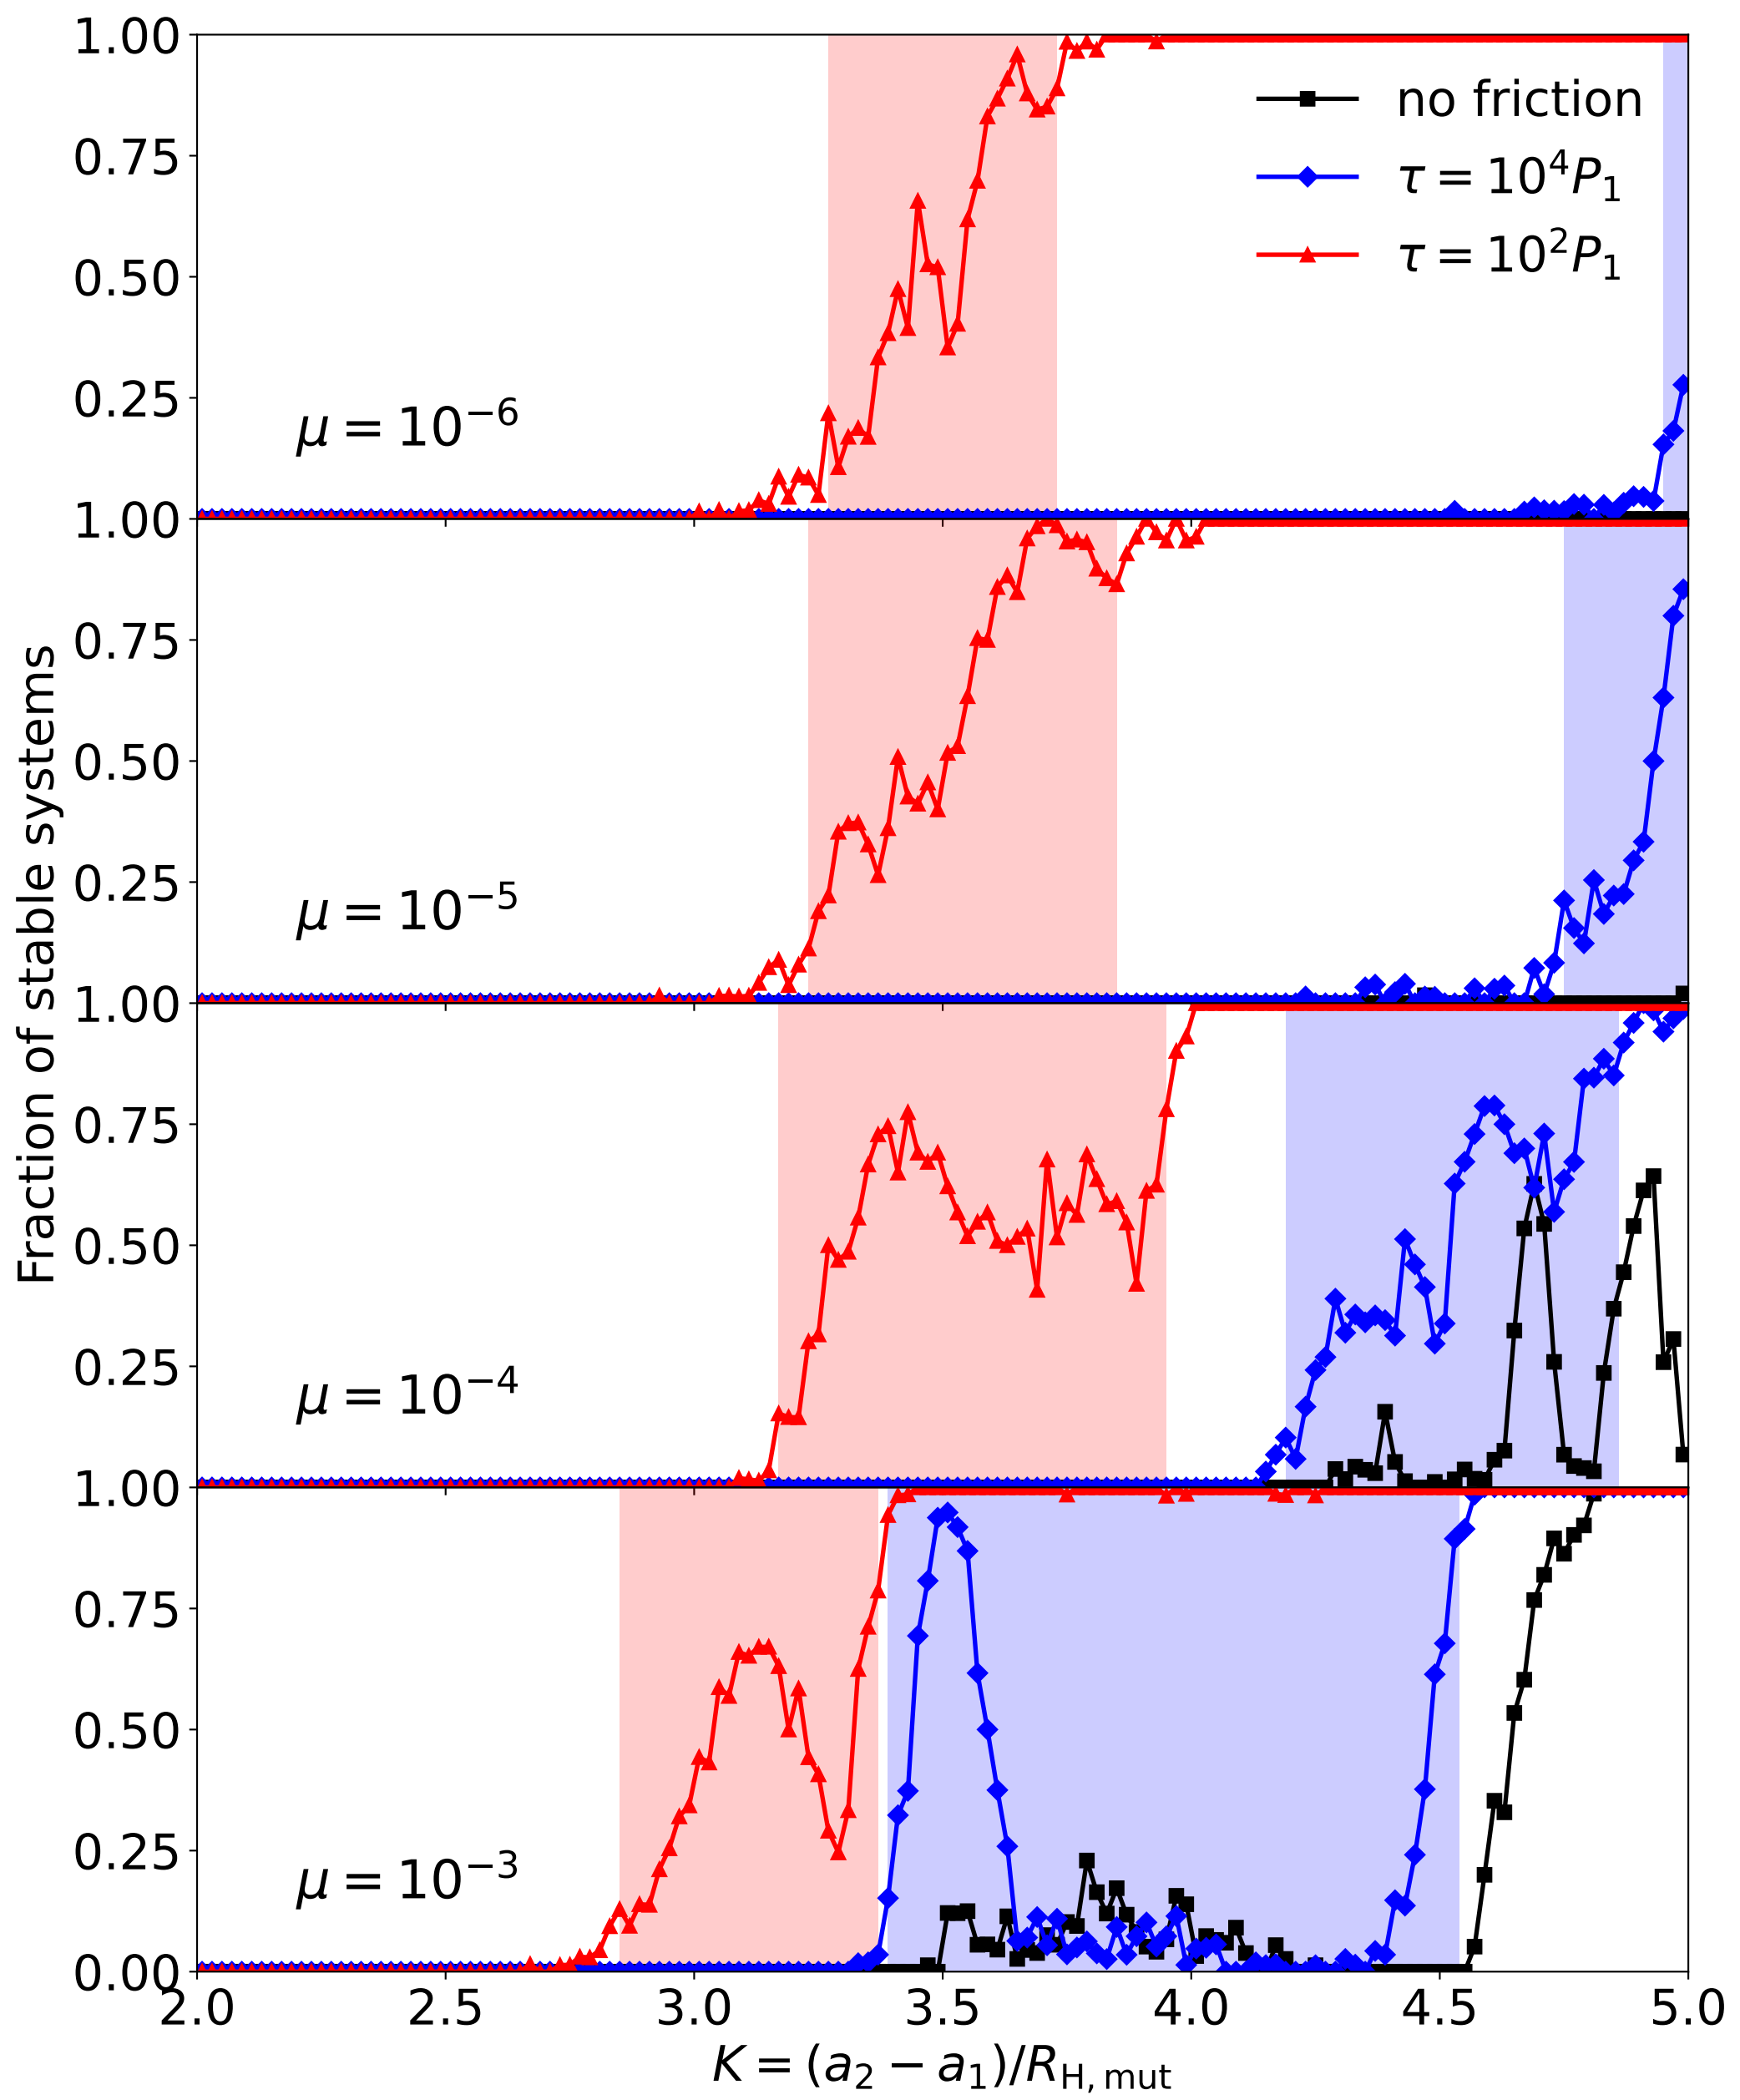 1.00
0.75
0.50
0.25
no friction
τ = 10⁴P₁
τ = 10²P₁
μ = 10⁻⁶
1.00
0.75
0.50
0.25
μ = 10⁻⁵
1.00
0.75
0.50
0.25
μ = 10⁻⁴
1.00
0.75
0.50
0.25
0.00
μ = 10⁻³
Fraction of stable systems
2.0 2.5 3.0 3.5 4.0 4.5 5.0
K = (a₂ − a₁)/R_H, mut